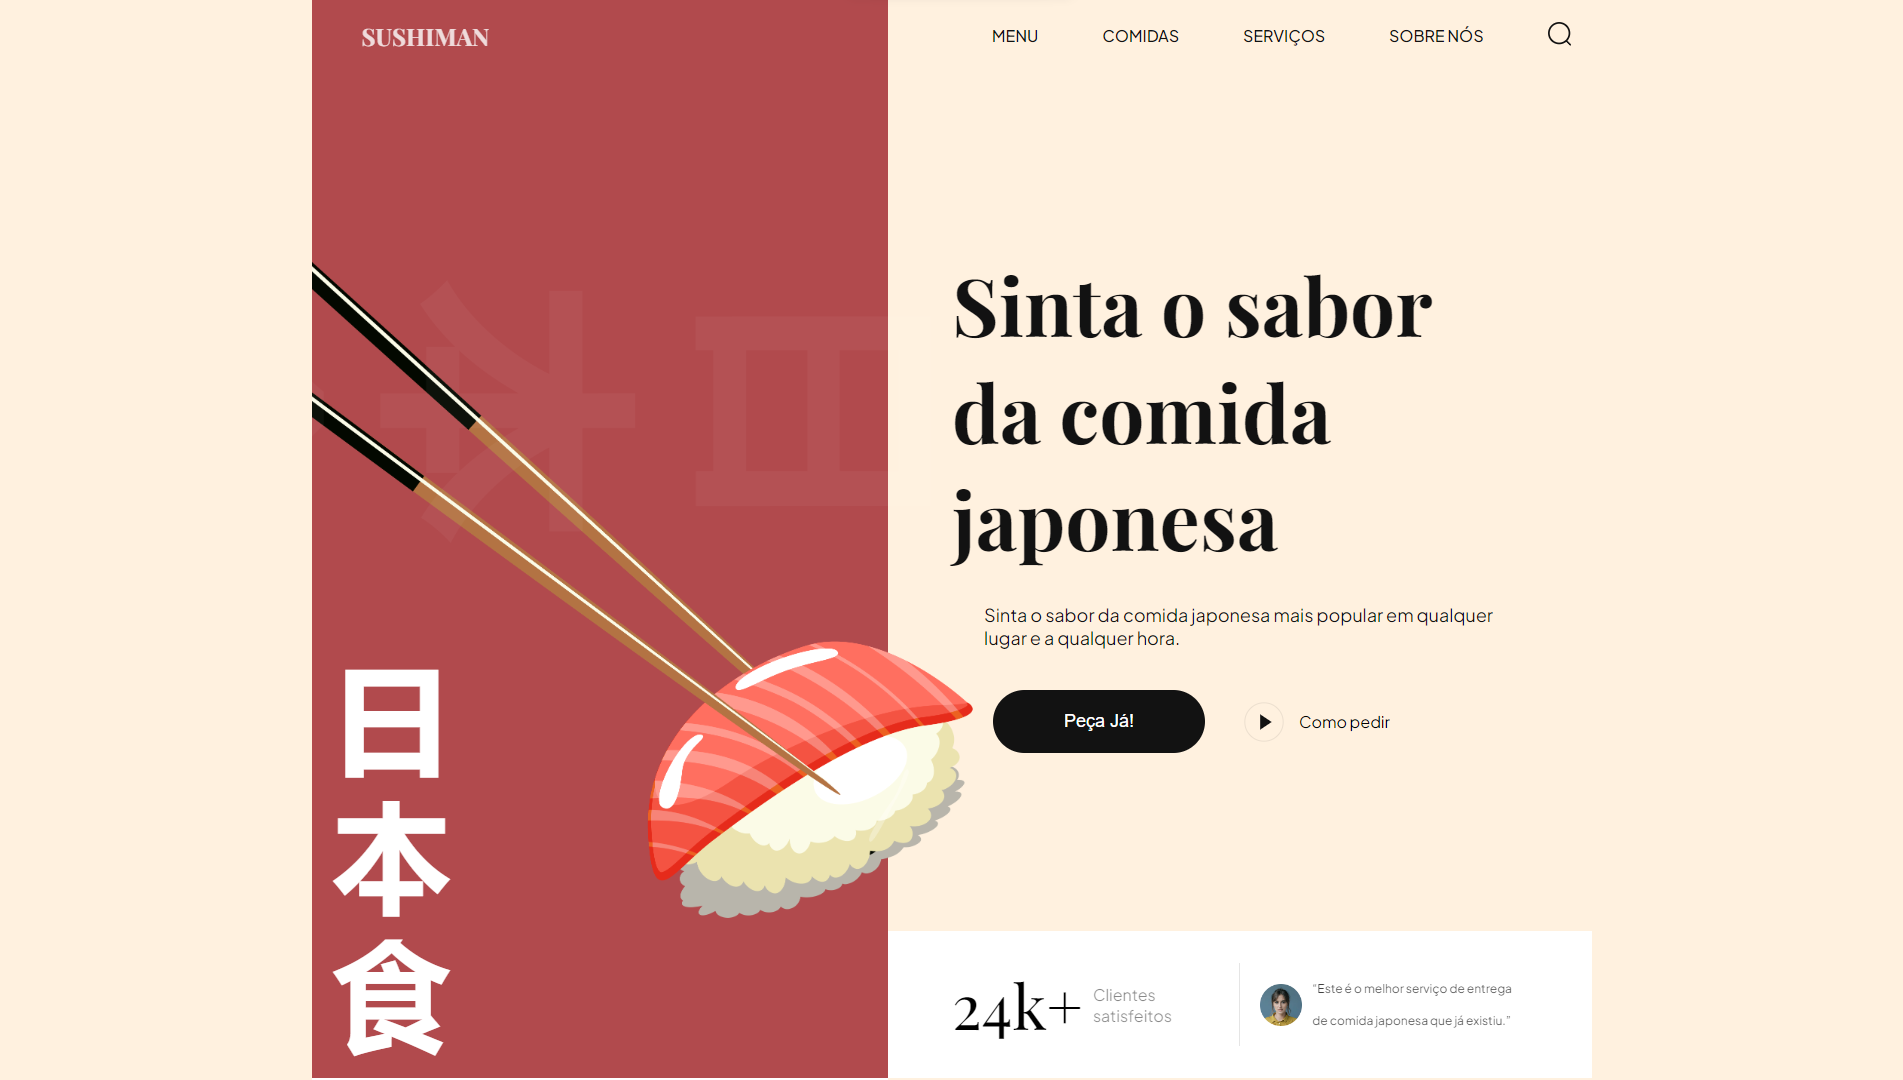 SUSHIMAN
MENU COMIDAS SERVIÇOS SOBRE NÓS
Sinta o sabor
da comida
japonesa
Sinta o sabor da comida japonesa mais popular em qualquer
lugar e a qualquer hora.
Peça Já!
Como pedir
日
本
食
24k+
Clientes
satisfeitos
“Este é o melhor serviço de entrega
de comida japonesa que já existiu.”